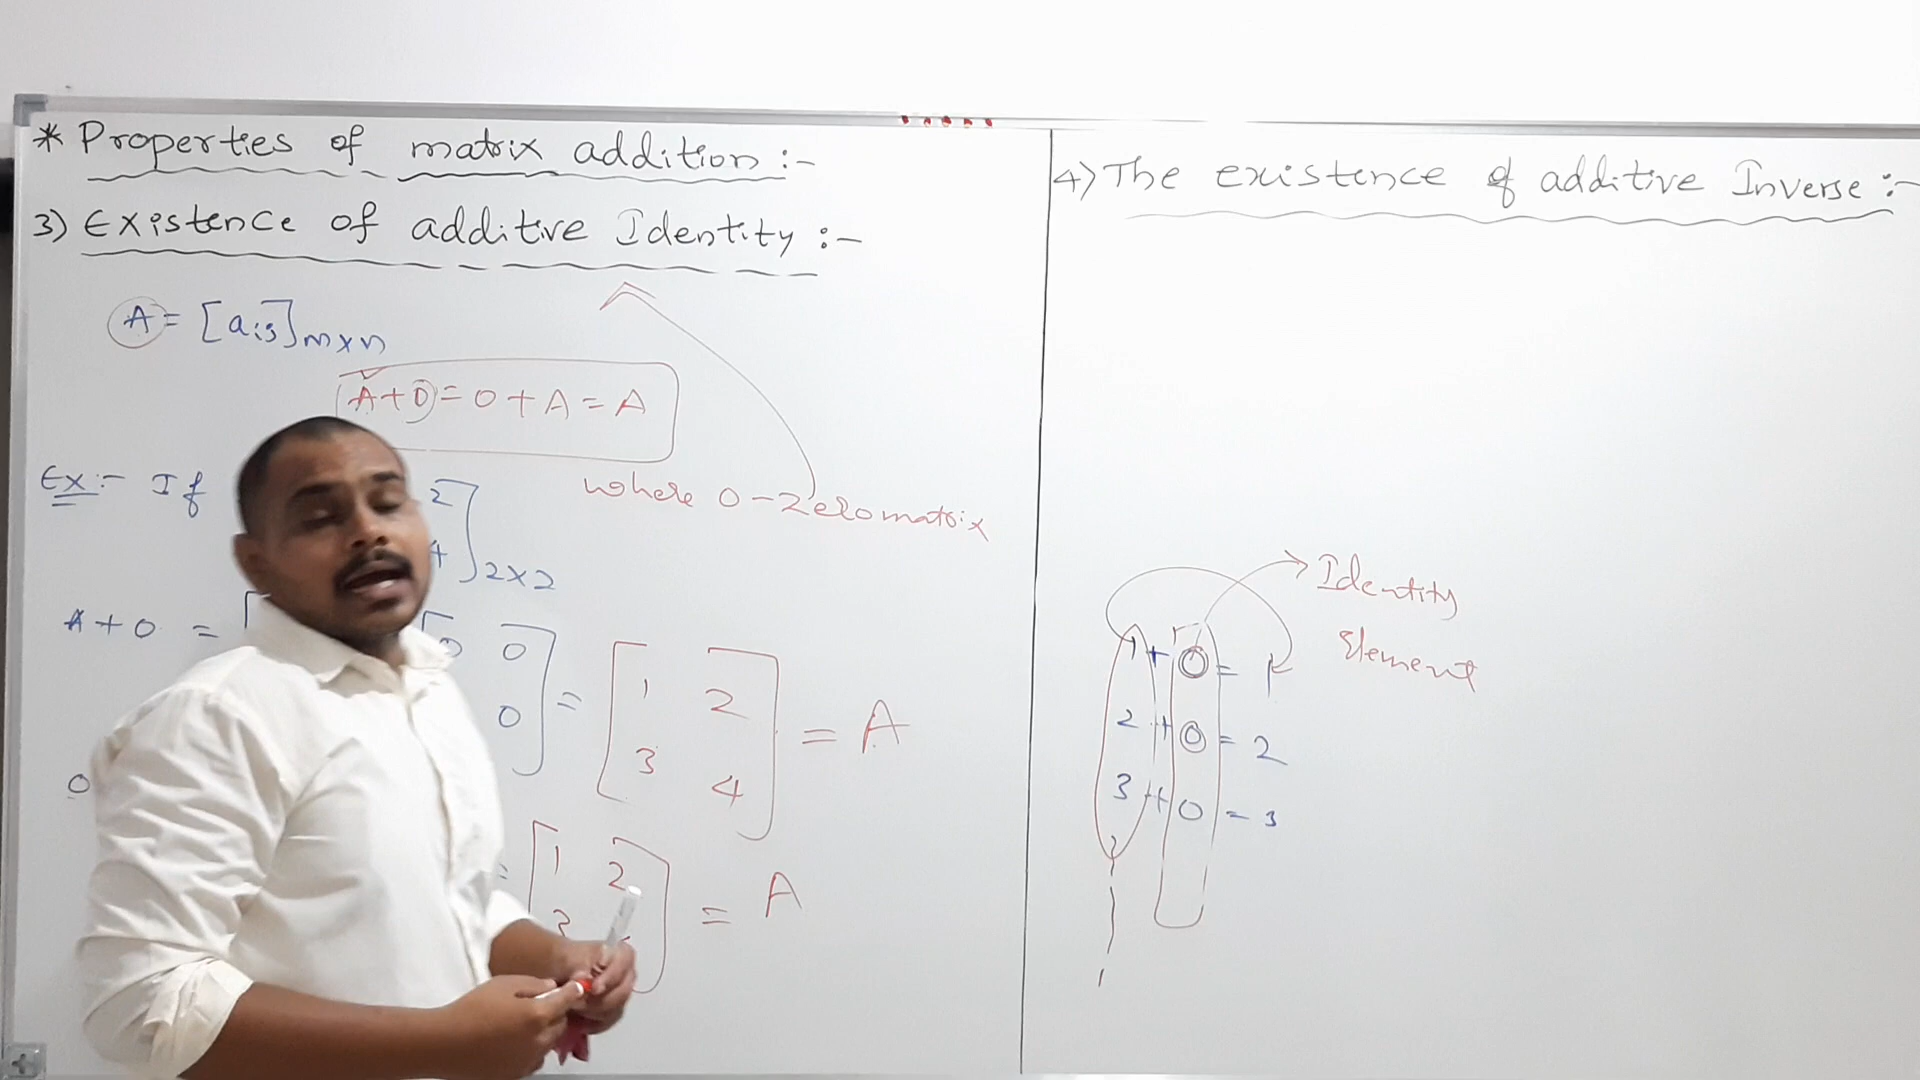 * Properties of matrix addition :-
3) Existence of additive Identity :-
A = [aij]m×n
A+O = O+A = A
where O - Zero matrix
Ex:- If
2
4 ] 2×2
A + O = [
0 0
0 ] = [ 1 2
3 4 ] = A
O
= [ 1 2
3 ] = A
4) The existence of additive Inverse :-
Identity
Element
1 + 0 = 1
2 + 0 = 2
3 + 0 = 3